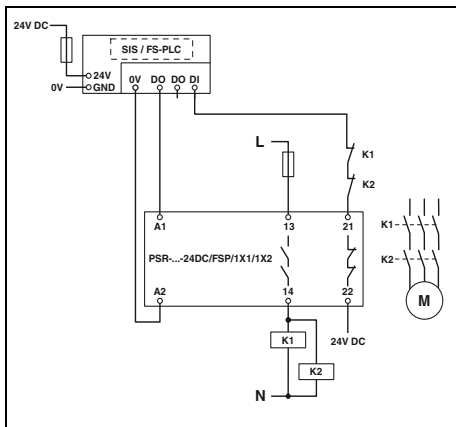 24V DC
SIS / FS-PLC
24V
0V
GND
0V DO DO DI
L
K1
K2
A1 13 21
PSR-...-24DC/FSP/1X1/1X2
A2 14 22
K1
K2
M
K1
K2
24V DC
N